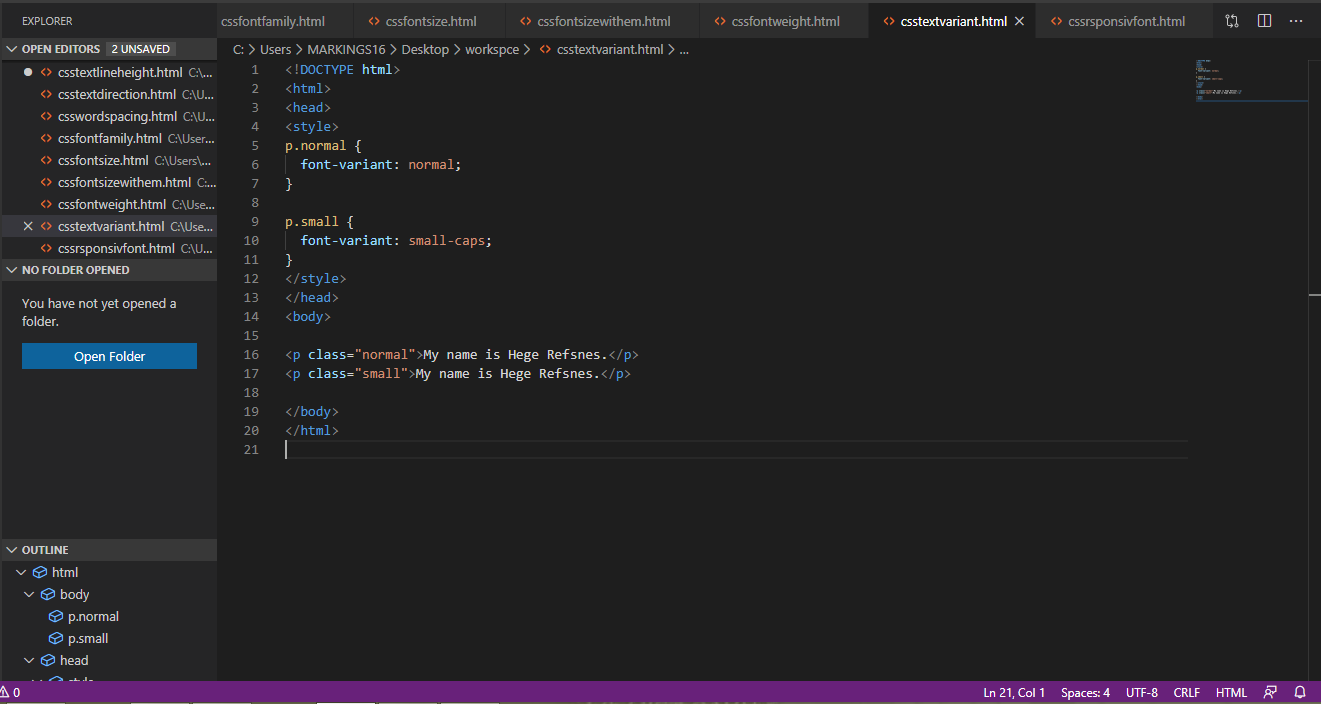 EXPLORER
cssfontfamily.html
cssfontsize.html
cssfontsizewithem.html
cssfontweight.html
csstextvariant.html
cssrsponsivfont.html
OPEN EDITORS 2 UNSAVED
csstextlineheight.html C:\...
csstextdirection.html C:\U...
csswordspacing.html C:\U...
cssfontfamily.html C:\User...
cssfontsize.html C:\Users\...
cssfontsizewithem.html C:...
cssfontweight.html C:\Use...
csstextvariant.html C:\Use...
cssrsponsivfont.html C:\U...
NO FOLDER OPENED
You have not yet opened a
folder.
Open Folder
OUTLINE
html
body
p.normal
p.small
head
style
C: > Users > MARKINGS16 > Desktop > workspce > csstextvariant.html > ...
1 <!DOCTYPE html>
2 <html>
3 <head>
4 <style>
5 p.normal {
6 font-variant: normal;
7 }
8
9 p.small {
10 font-variant: small-caps;
11 }
12 </style>
13 </head>
14 <body>
15
16 <p class="normal">My name is Hege Refsnes.</p>
17 <p class="small">My name is Hege Refsnes.</p>
18
19 </body>
20 </html>
21
0
Ln 21, Col 1 Spaces: 4 UTF-8 CRLF HTML